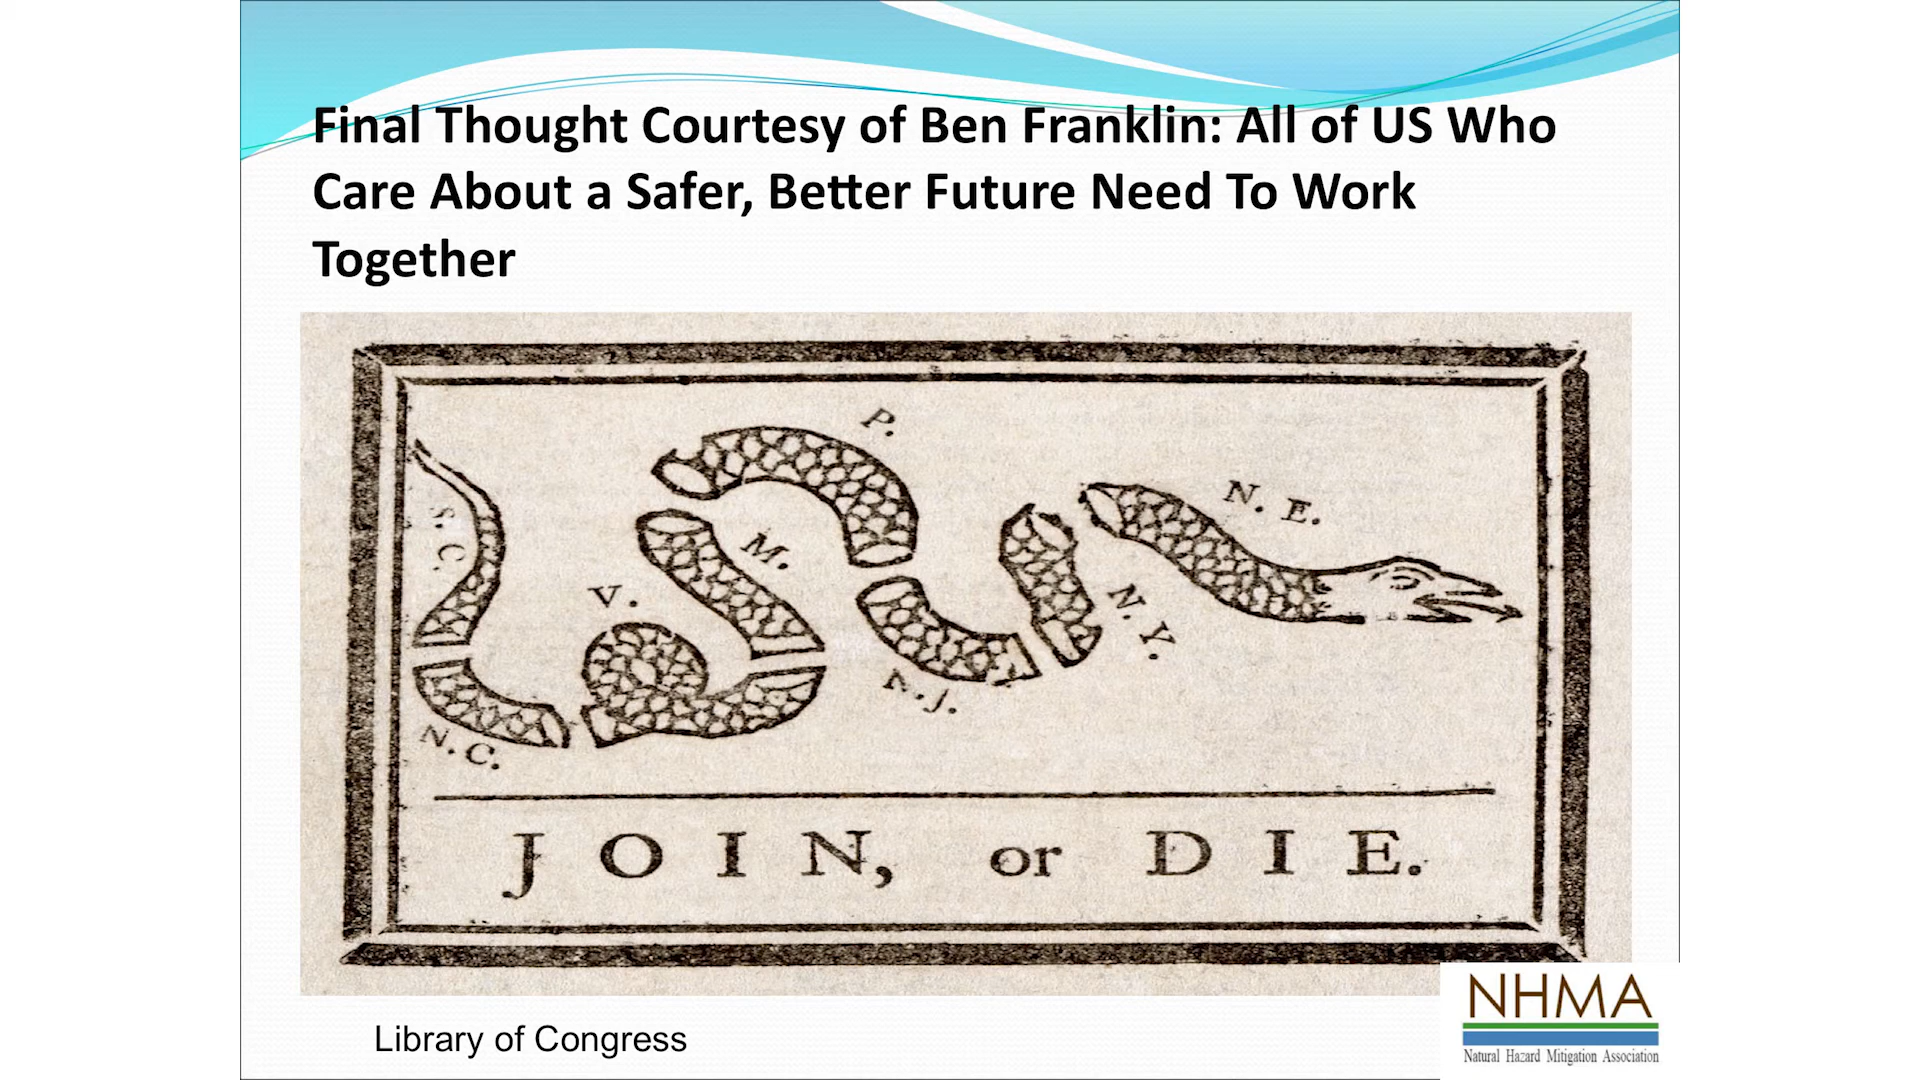 Final Thought Courtesy of Ben Franklin: All of US Who
Care About a Safer, Better Future Need To Work
Together
P.
N. E.
S. C.
M.
V.
N. Y.
N. J.
N. C.
JOIN, or DIE.
NHMA
Natural Hazard Mitigation Association
Library of Congress